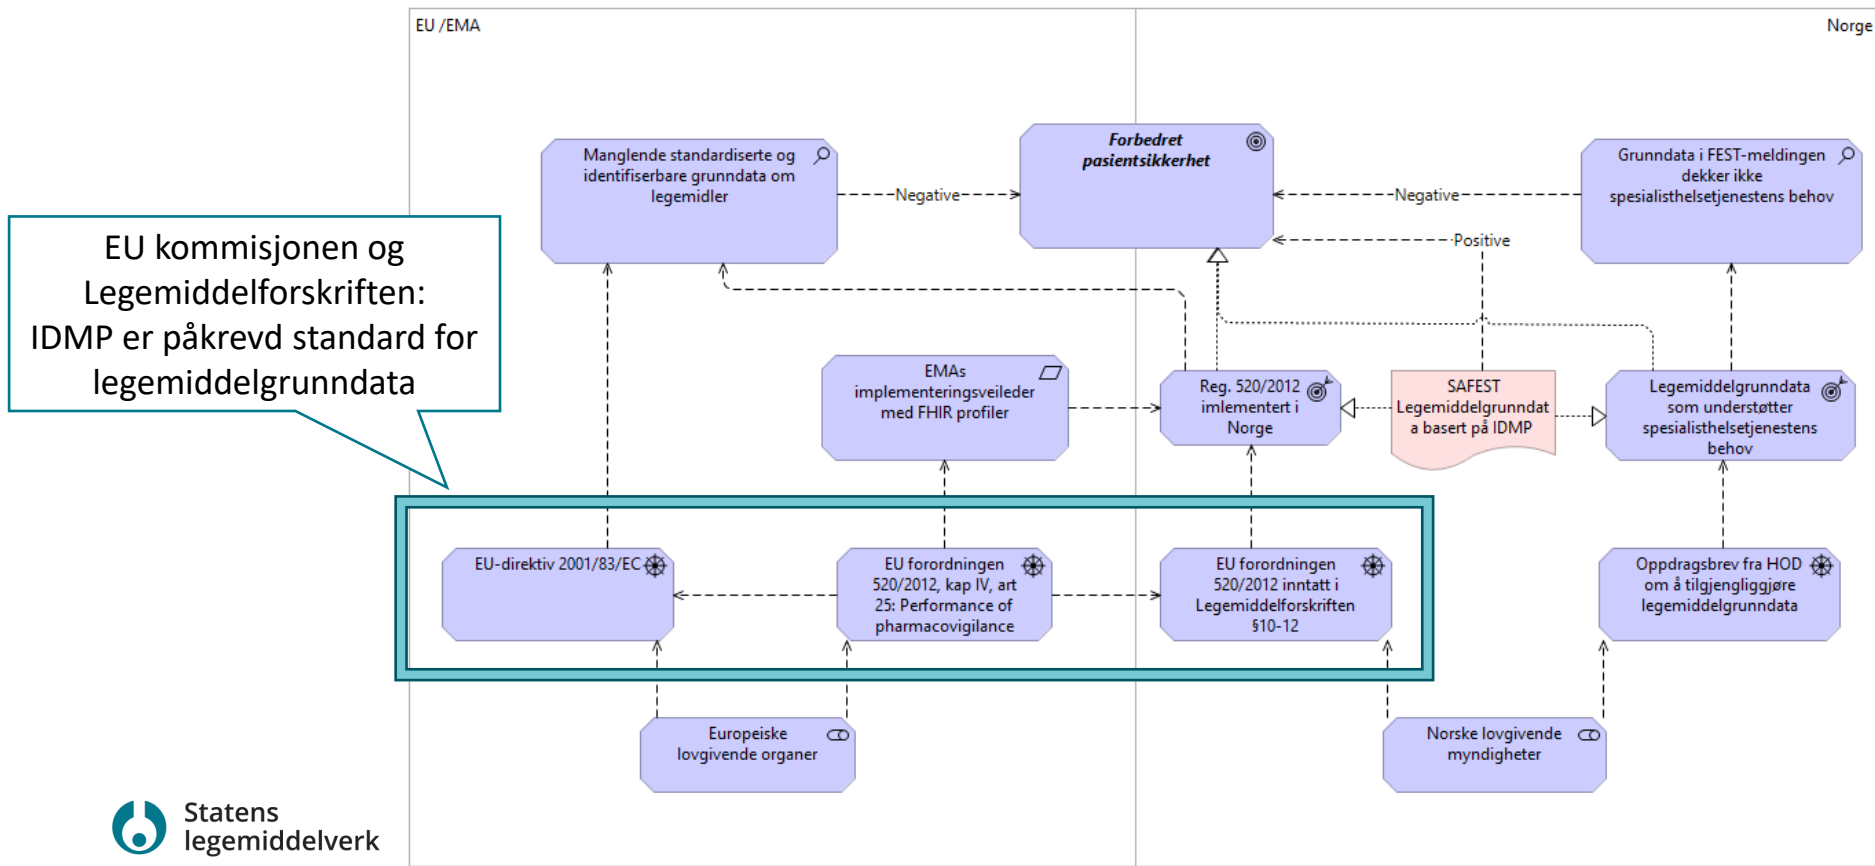 EU /EMA
Norge
Manglende standardiserte og
identifiserbare grunndata om
legemidler
Negative
Forbedret
pasientsikkerhet
Negative
Grunndata i FEST-meldingen
dekker ikke
spesialisthelsetjenestens behov
Positive
EU kommisjonen og
Legemiddelforskriften:
IDMP er påkrevd standard for
legemiddelgrunndata
EMAs
implementeringsveileder
med FHIR profiler
Reg. 520/2012
imlementert i
Norge
SAFEST
Legemiddelgrunndat
a basert på IDMP
Legemiddelgrunndata
som understøtter
spesialisthelsetjenestens
behov
EU-direktiv 2001/83/EC
EU forordningen
520/2012, kap IV, art
25: Performance of
pharmacovigilance
EU forordningen
520/2012 inntatt i
Legemiddelforskriften
§10-12
Oppdragsbrev fra HOD
om å tilgjengliggjøre
legemiddelgrunndata
Europeiske
lovgivende organer
Norske lovgivende
myndigheter
Statens
legemiddelverk